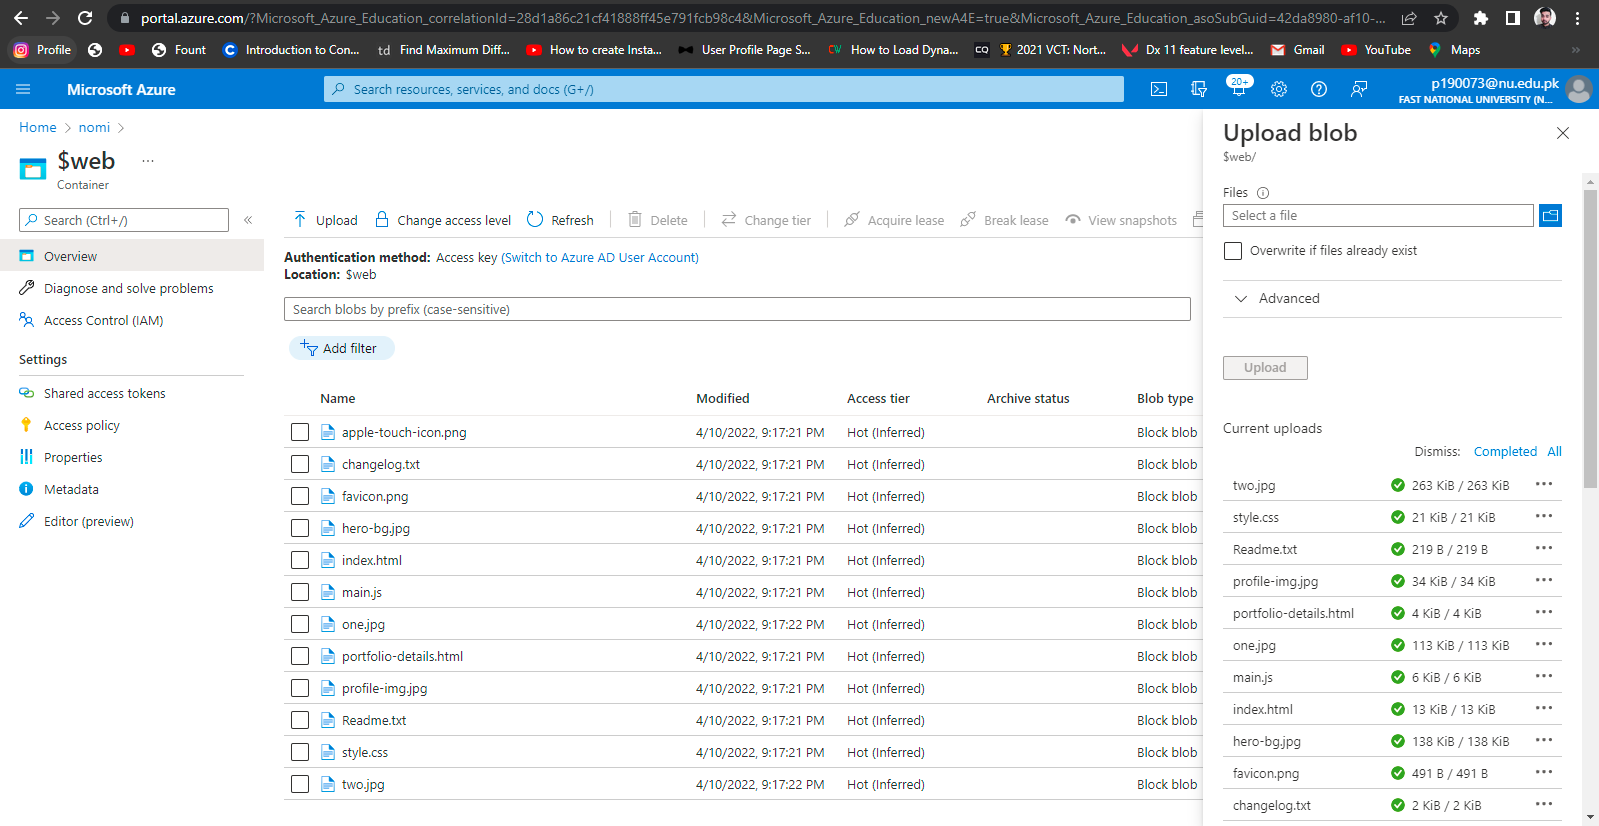 portal.azure.com/?Microsoft_Azure_Education_correlationId=28d1a86c21cf41888ff45e791fcb98c4&Microsoft_Azure_Education_newA4E=true&Microsoft_Azure_Education_asoSubGuid=42da8980-af10-...
Profile Fount Introduction to Con... td Find Maximum Diff... How to create Insta... User Profile Page S... CV How to Load Dyna... CQ 2021 VCT: Nort... Dx 11 feature level... Gmail YouTube Maps »
Microsoft Azure
Search resources, services, and docs (G+/)
20+
p190073@nu.edu.pk
FAST NATIONAL UNIVERSITY (N...
Home > nomi >
$web ...
Container
Search (Ctrl+/) «
Overview
Diagnose and solve problems
Access Control (IAM)
Settings
Shared access tokens
Access policy
Properties
Metadata
Editor (preview)
Upload Change access level Refresh Delete Change tier Acquire lease Break lease View snapshots
Authentication method: Access key (Switch to Azure AD User Account)
Location: $web
Search blobs by prefix (case-sensitive)
Add filter
Name Modified Access tier Archive status Blob type
apple-touch-icon.png 4/10/2022, 9:17:21 PM Hot (Inferred) Block blob
changelog.txt 4/10/2022, 9:17:21 PM Hot (Inferred) Block blob
favicon.png 4/10/2022, 9:17:21 PM Hot (Inferred) Block blob
hero-bg.jpg 4/10/2022, 9:17:21 PM Hot (Inferred) Block blob
index.html 4/10/2022, 9:17:21 PM Hot (Inferred) Block blob
main.js 4/10/2022, 9:17:21 PM Hot (Inferred) Block blob
one.jpg 4/10/2022, 9:17:22 PM Hot (Inferred) Block blob
portfolio-details.html 4/10/2022, 9:17:21 PM Hot (Inferred) Block blob
profile-img.jpg 4/10/2022, 9:17:21 PM Hot (Inferred) Block blob
Readme.txt 4/10/2022, 9:17:21 PM Hot (Inferred) Block blob
style.css 4/10/2022, 9:17:21 PM Hot (Inferred) Block blob
two.jpg 4/10/2022, 9:17:22 PM Hot (Inferred) Block blob
Upload blob
$web/
Files
Select a file
Overwrite if files already exist
Advanced
Upload
Current uploads
Dismiss: Completed All
two.jpg 263 KiB / 263 KiB ...
style.css 21 KiB / 21 KiB ...
Readme.txt 219 B / 219 B ...
profile-img.jpg 34 KiB / 34 KiB ...
portfolio-details.html 4 KiB / 4 KiB ...
one.jpg 113 KiB / 113 KiB ...
main.js 6 KiB / 6 KiB ...
index.html 13 KiB / 13 KiB ...
hero-bg.jpg 138 KiB / 138 KiB ...
favicon.png 491 B / 491 B ...
changelog.txt 2 KiB / 2 KiB ...